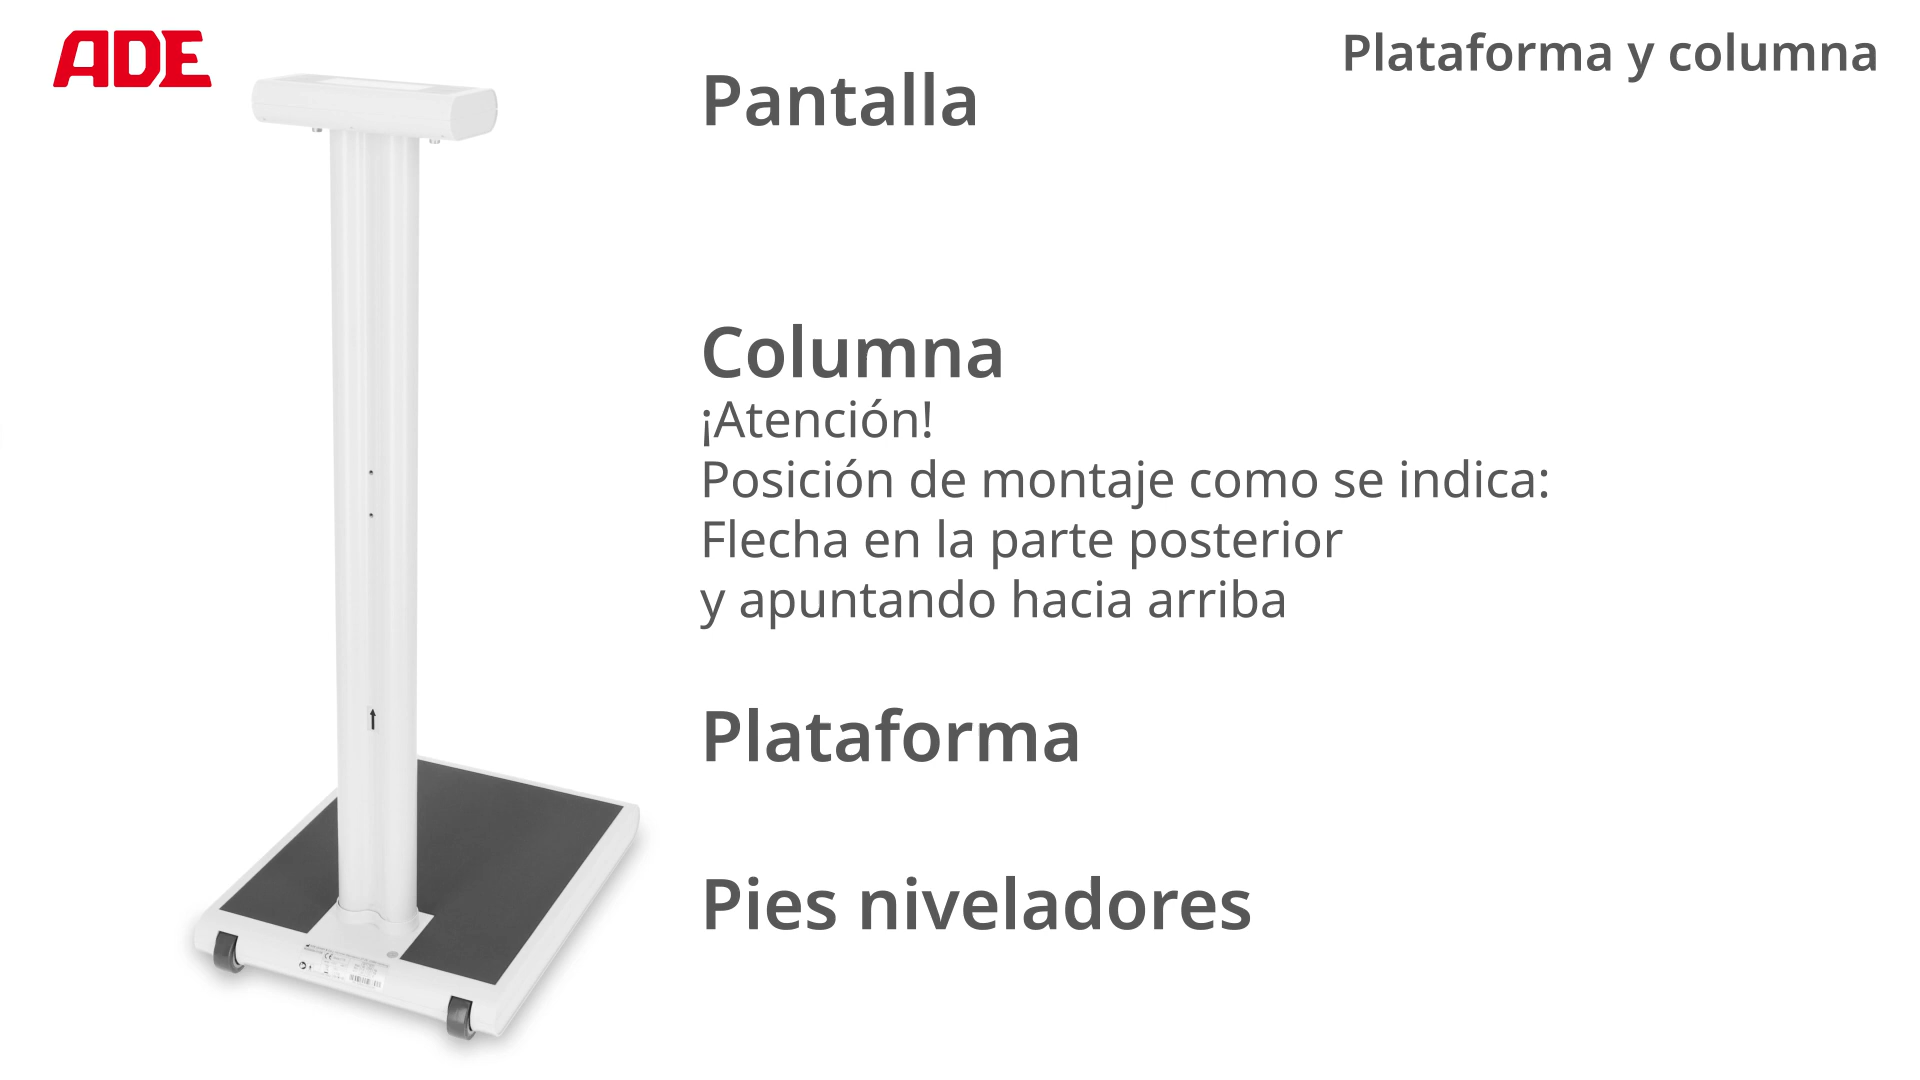 ADE
Plataforma y columna
Pantalla
Columna
¡Atención!
Posición de montaje como se indica:
Flecha en la parte posterior
y apuntando hacia arriba
Plataforma
Pies niveladores